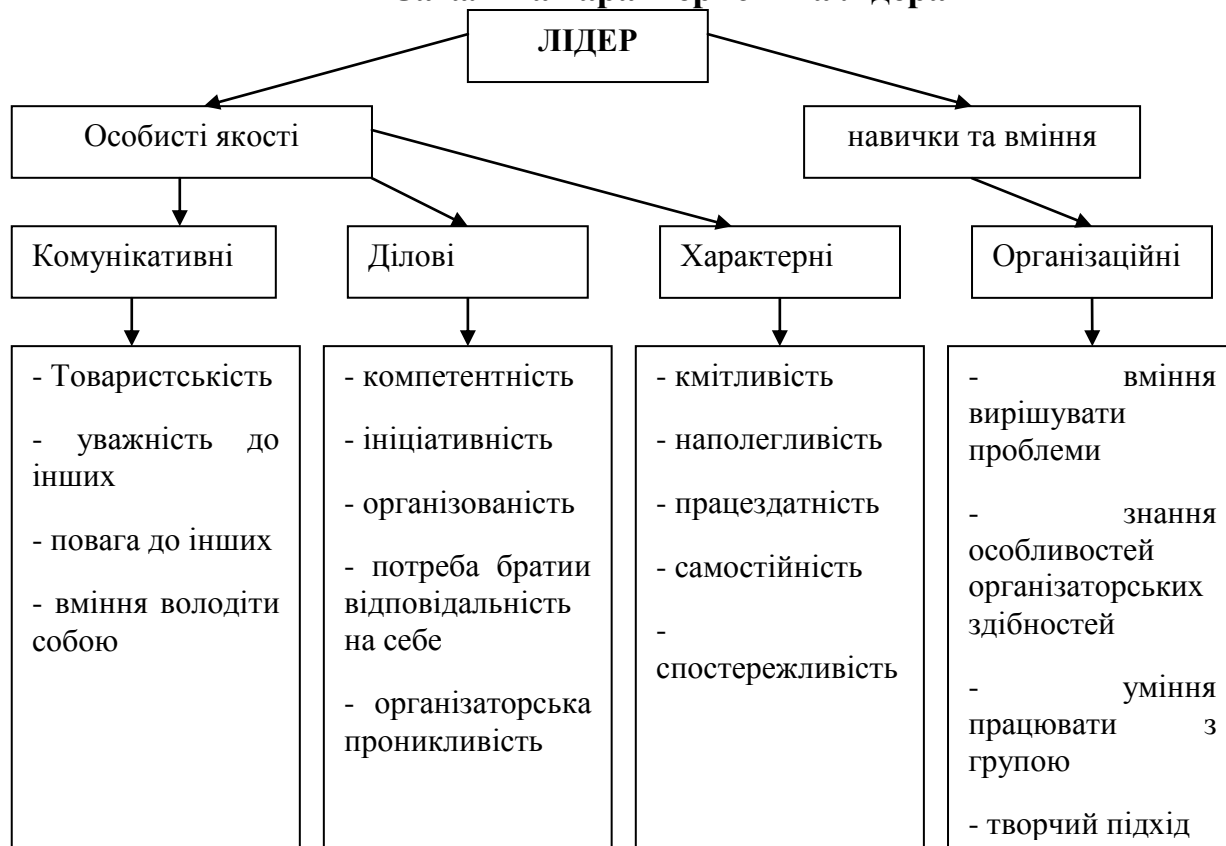 ЛІДЕР
Особисті якості
навички та вміння
Комунікативні
Ділові
Характерні
Організаційні
- Товаристськість
- уважність до
інших
- повага до інших
- вміння володіти
собою
- компетентність
- ініціативність
- організованість
- потреба братии
відповідальність
на себе
- організаторська
проникливість
- кмітливість
- наполегливість
- працездатність
- самостійність
-
спостережливість
- вміння
вирішувати
проблеми
- знання
особливостей
організаторських
здібностей
- уміння
працювати з
групою
- творчий підхід